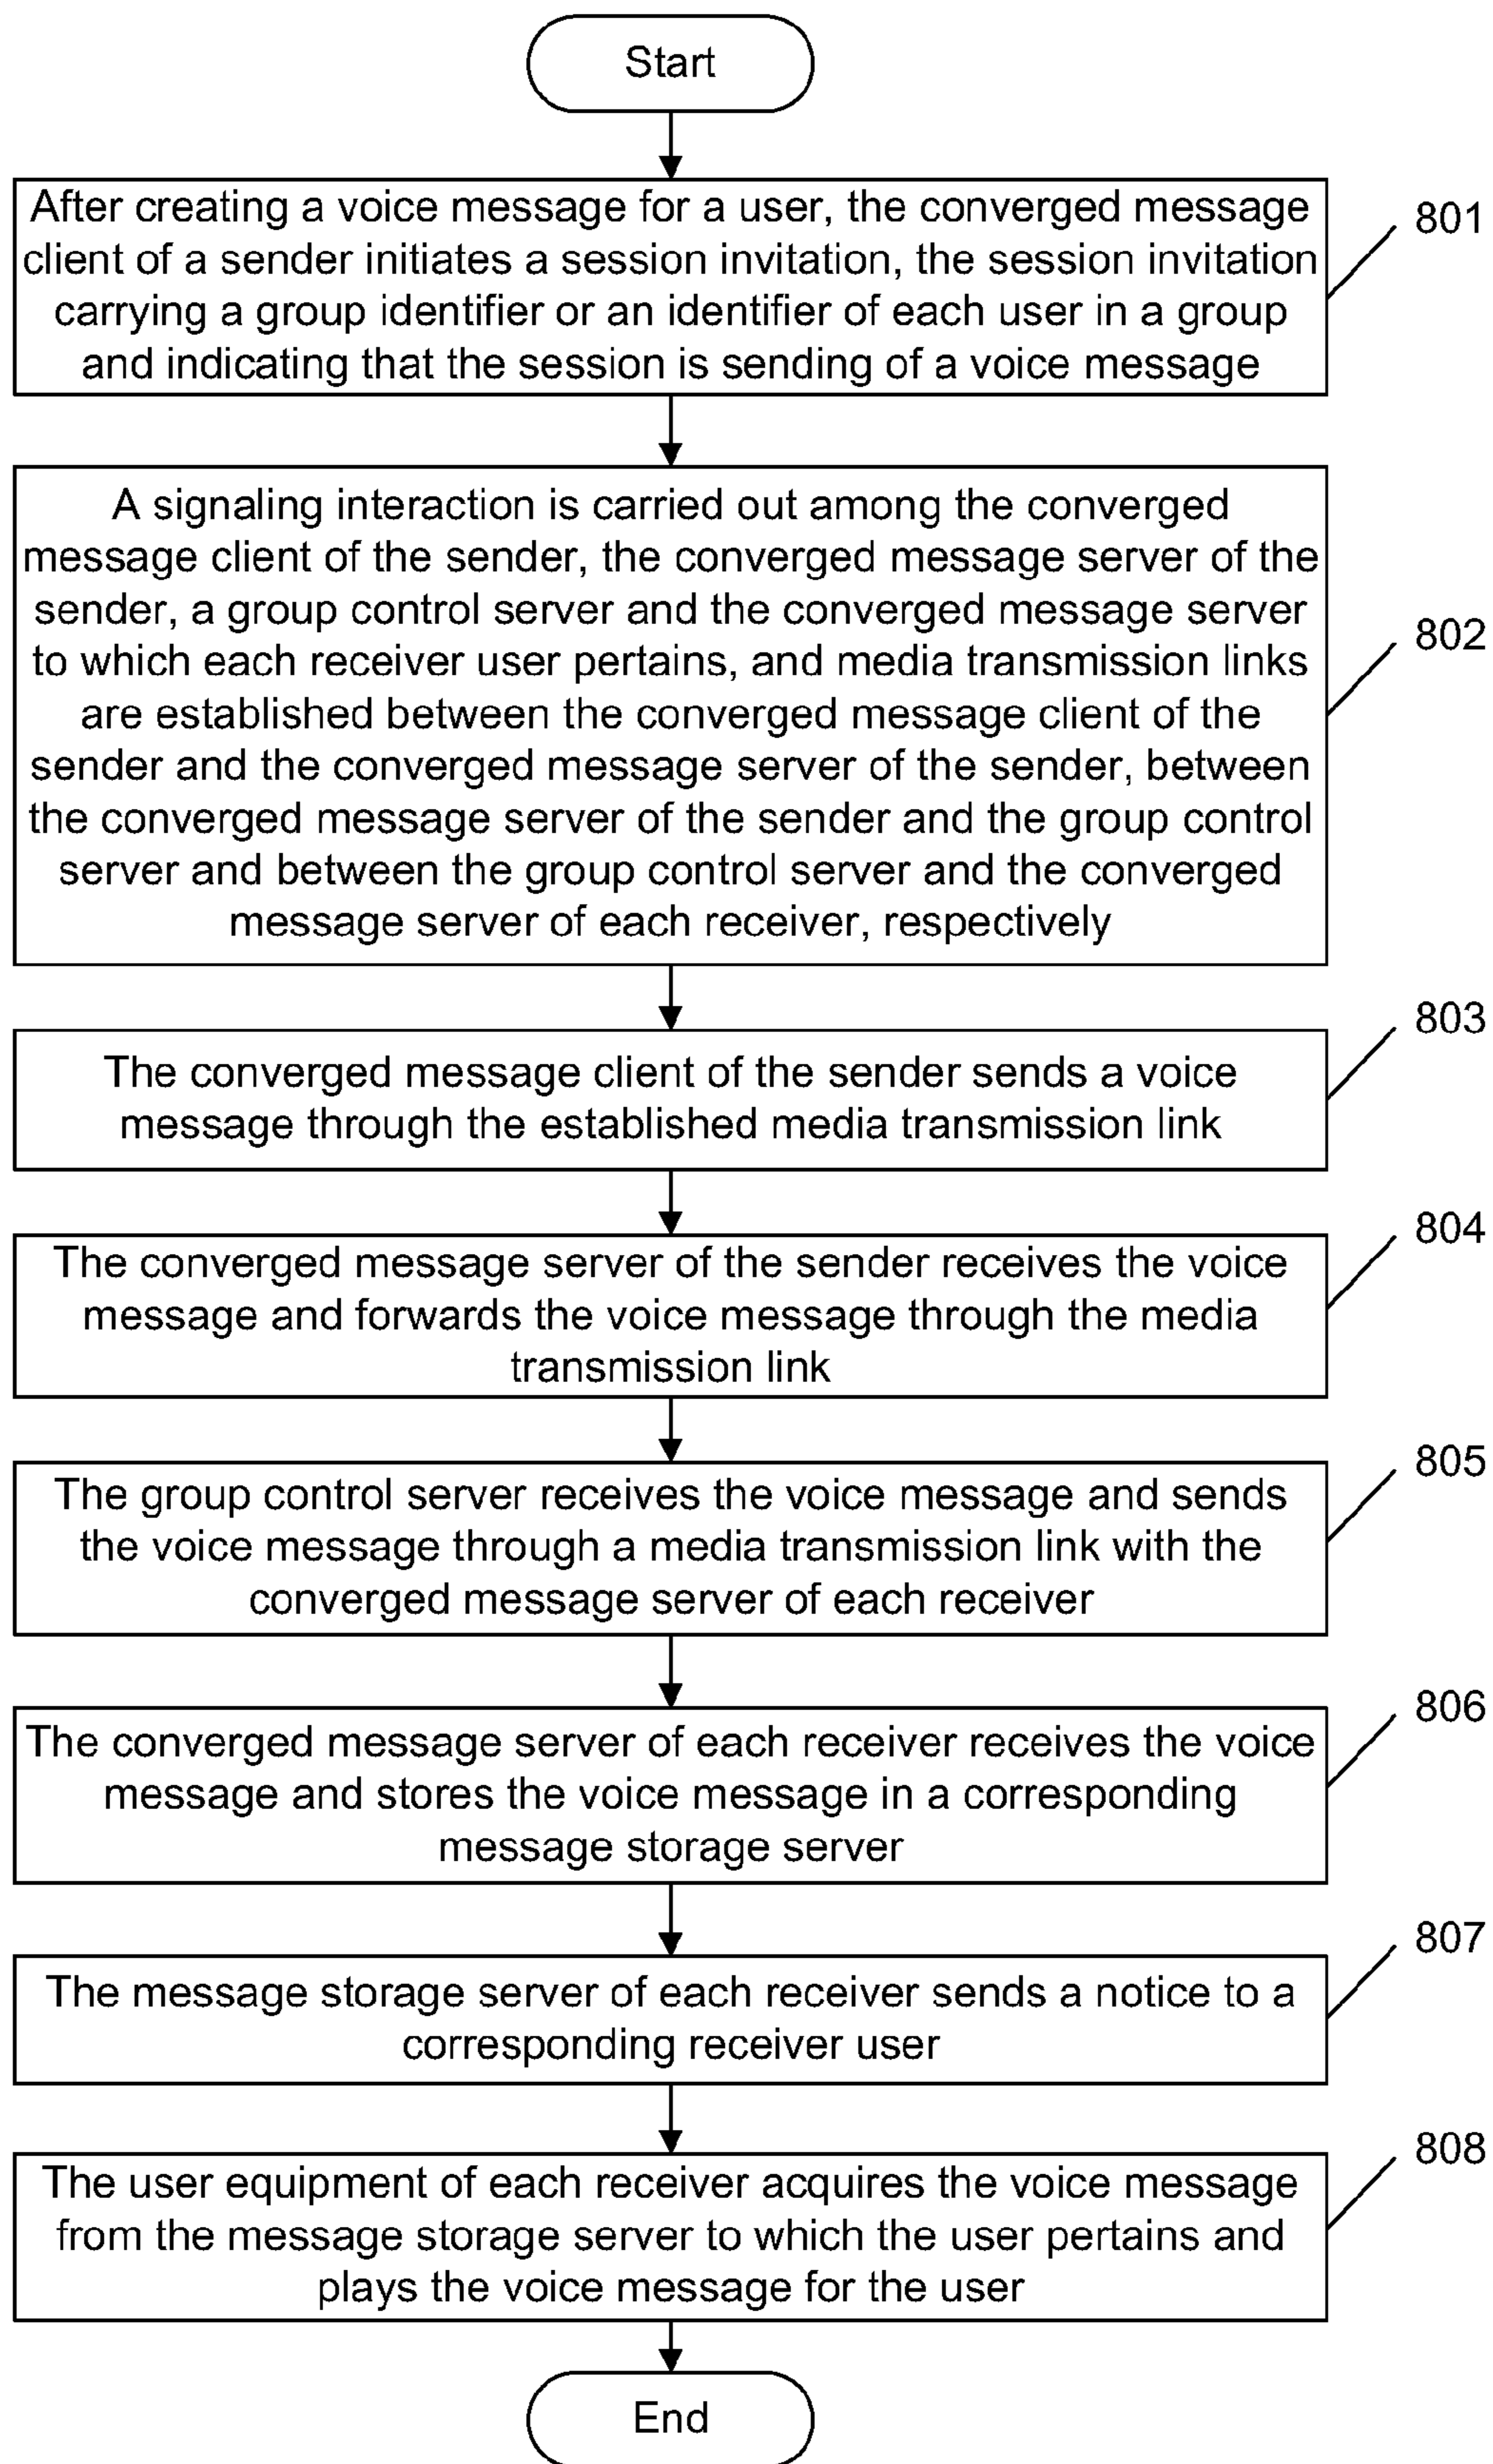 Start
After creating a voice message for a user, the converged message
client of a sender initiates a session invitation, the session invitation
carrying a group identifier or an identifier of each user in a group
and indicating that the session is sending of a voice message
801
A signaling interaction is carried out among the converged
message client of the sender, the converged message server of the
sender, a group control server and the converged message server
to which each receiver user pertains, and media transmission links
are established between the converged message client of the
sender and the converged message server of the sender, between
the converged message server of the sender and the group control
server and between the group control server and the converged
message server of each receiver, respectively
802
The converged message client of the sender sends a voice
message through the established media transmission link
803
The converged message server of the sender receives the voice
message and forwards the voice message through the media
transmission link
804
The group control server receives the voice message and sends
the voice message through a media transmission link with the
converged message server of each receiver
805
The converged message server of each receiver receives the voice
message and stores the voice message in a corresponding
message storage server
806
The message storage server of each receiver sends a notice to a
corresponding receiver user
807
The user equipment of each receiver acquires the voice message
from the message storage server to which the user pertains and
plays the voice message for the user
808
End